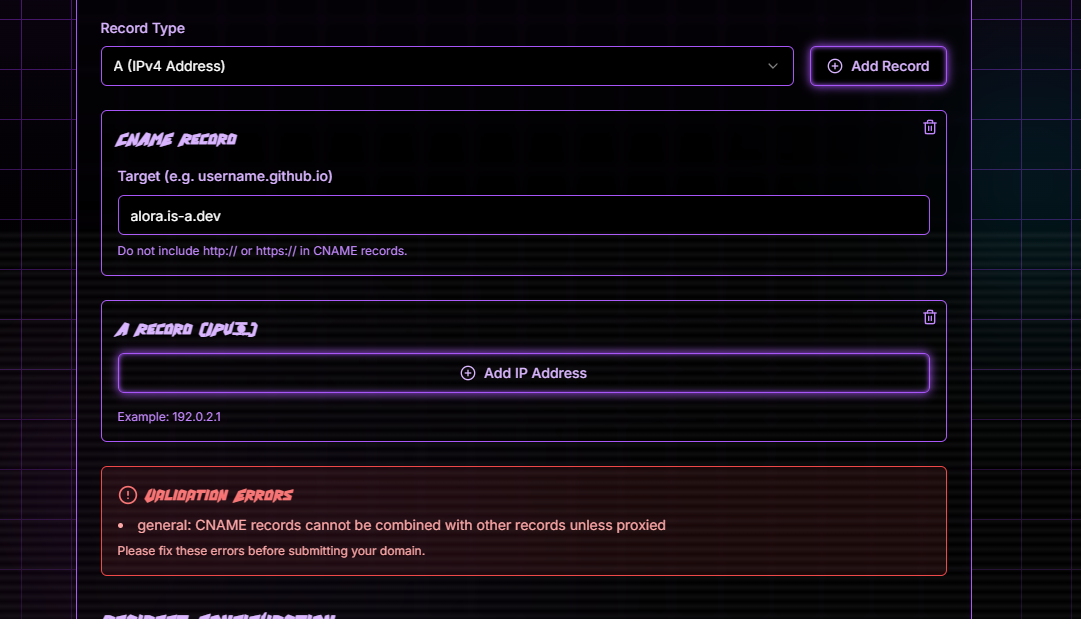 Record Type
A (IPv4 Address)
Add Record
CNAME Record
Target (e.g. username.github.io)
alora.is-a.dev
Do not include http:// or https:// in CNAME records.
A Record
Add IP Address
Example: 192.0.2.1
Validation Errors
general: CNAME records cannot be combined with other records unless proxied
Please fix these errors before submitting your domain.